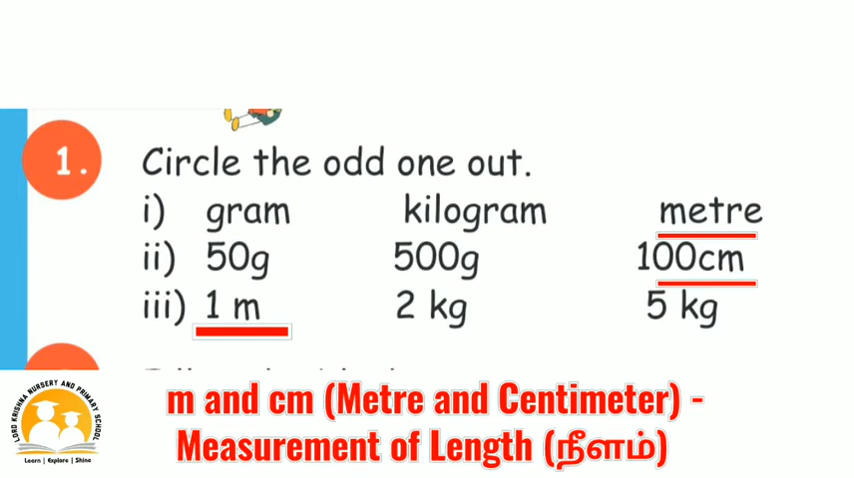 1. Circle the odd one out.
i) gram kilogram metre
ii) 50g 500g 100cm
iii) 1 m 2 kg 5 kg
m and cm (Metre and Centimeter) -
Measurement of Length (நீளம்)
LORD KRISHNA NURSERY AND PRIMARY SCHOOL
Learn | Explore | Shine